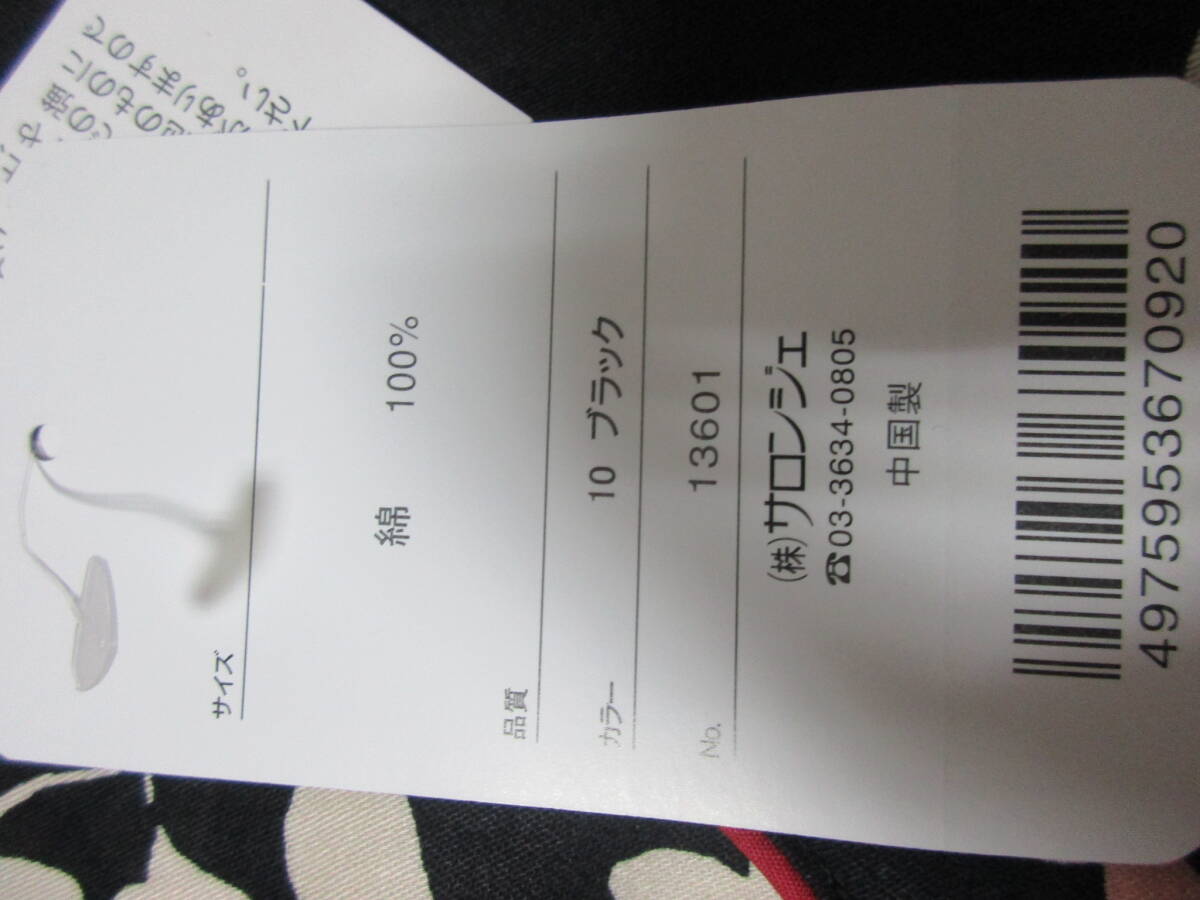 サイズ
綿 100%
品質
カラー 10 ブラック
No. 13601
(株)サロンジェ
☎03-3634-0805
中国製
4975953670920